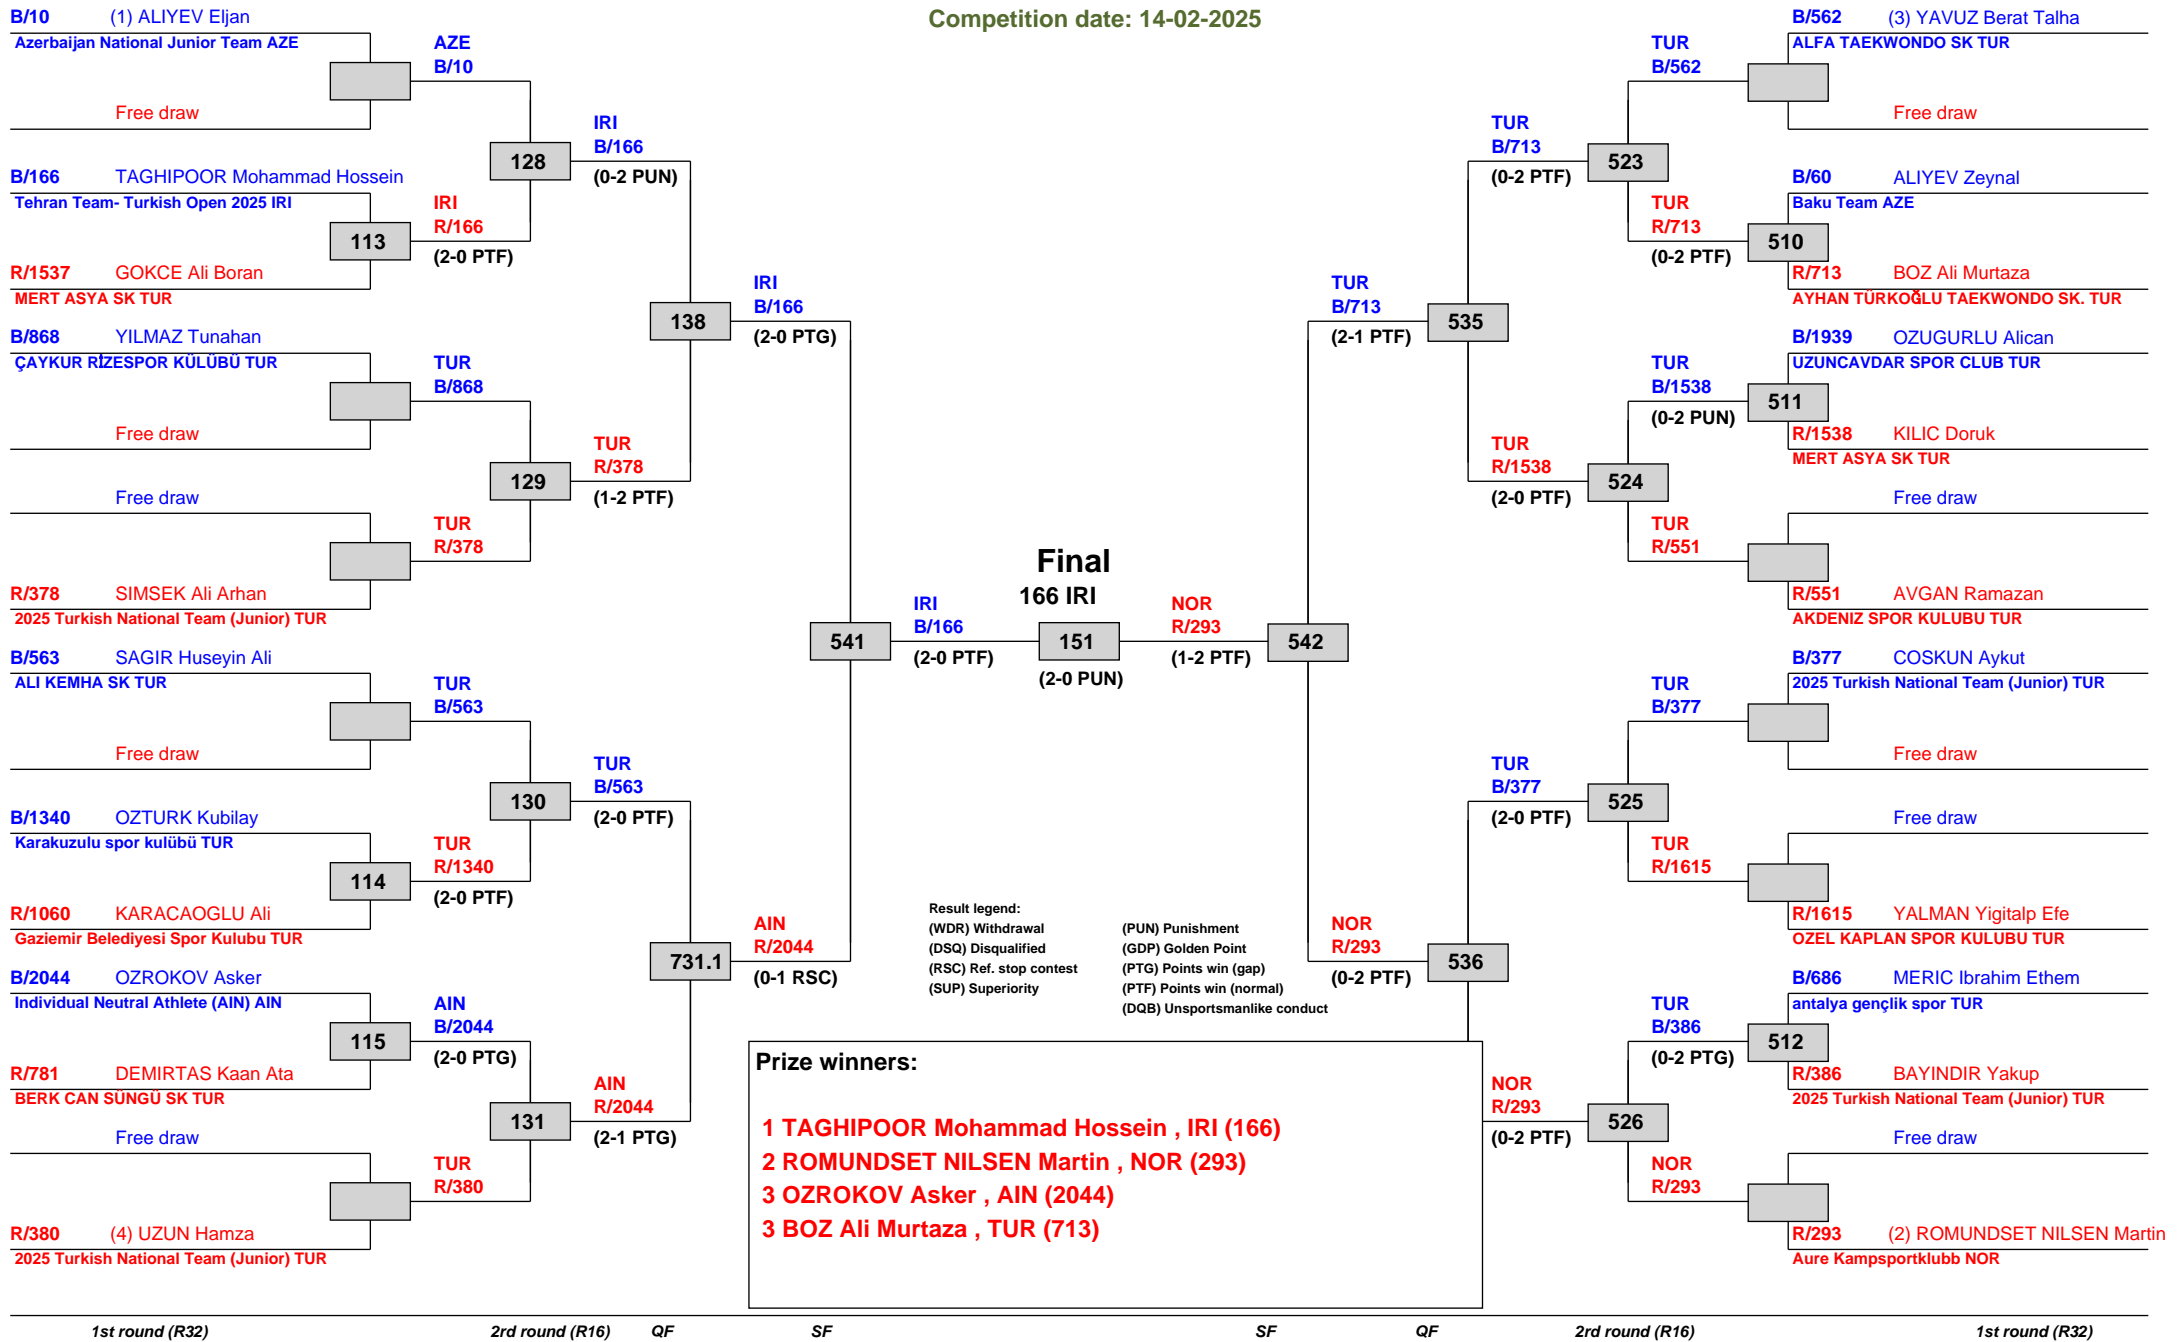 Competition date: 14-02-2025
B/10 (1) ALIYEV Eljan
Azerbaijan National Junior Team AZE
Free draw
B/166 TAGHIPOOR Mohammad Hossein
Tehran Team- Turkish Open 2025 IRI
113
R/1537 GOKCE Ali Boran
MERT ASYA SK TUR
B/868 YILMAZ Tunahan
ÇAYKUR RİZESPOR KÜLÜBÜ TUR
Free draw
Free draw
R/378 SIMSEK Ali Arhan
2025 Turkish National Team (Junior) TUR
B/563 SAGIR Huseyin Ali
ALI KEMHA SK TUR
Free draw
B/1340 OZTURK Kubilay
Karakuzulu spor kulübü TUR
114
R/1060 KARACAOGLU Ali
Gaziemir Belediyesi Spor Kulubu TUR
B/2044 OZROKOV Asker
Individual Neutral Athlete (AIN) AIN
115
R/781 DEMIRTAS Kaan Ata
BERK CAN SÜNGÜ SK TUR
Free draw
R/380 (4) UZUN Hamza
2025 Turkish National Team (Junior) TUR
AZE
B/10
128
IRI
R/166
(2-0 PTF)
TUR
B/868
129
TUR
R/378
TUR
B/563
130
TUR
R/1340
(2-0 PTF)
AIN
B/2044
(2-0 PTG)
131
TUR
R/380
IRI
B/166
(0-2 PUN)
138
TUR
R/378
(1-2 PTF)
TUR
B/563
(2-0 PTF)
731.1
AIN
R/2044
(2-1 PTG)
IRI
B/166
(2-0 PTG)
541
AIN
R/2044
(0-1 RSC)
IRI
B/166
(2-0 PTF)
Final
166 IRI
151
(2-0 PUN)
NOR
R/293
(1-2 PTF)
TUR
B/713
(2-1 PTF)
542
NOR
R/293
(0-2 PTF)
TUR
B/713
(0-2 PTF)
535
TUR
R/1538
(2-0 PTF)
TUR
B/377
(2-0 PTF)
536
NOR
R/293
(0-2 PTF)
TUR
B/562
523
TUR
R/713
(0-2 PTF)
TUR
B/1538
(0-2 PUN)
524
TUR
R/551
TUR
B/377
525
TUR
R/1615
TUR
B/386
(0-2 PTG)
526
NOR
R/293
B/562 (3) YAVUZ Berat Talha
ALFA TAEKWONDO SK TUR
Free draw
B/60 ALIYEV Zeynal
Baku Team AZE
510
R/713 BOZ Ali Murtaza
AYHAN TÜRKOĞLU TAEKWONDO SK. TUR
B/1939 OZUGURLU Alican
UZUNCAVDAR SPOR CLUB TUR
511
R/1538 KILIC Doruk
MERT ASYA SK TUR
Free draw
R/551 AVGAN Ramazan
AKDENIZ SPOR KULUBU TUR
B/377 COSKUN Aykut
2025 Turkish National Team (Junior) TUR
Free draw
Free draw
R/1615 YALMAN Yigitalp Efe
OZEL KAPLAN SPOR KULUBU TUR
B/686 MERIC Ibrahim Ethem
antalya gençlik spor TUR
512
R/386 BAYINDIR Yakup
2025 Turkish National Team (Junior) TUR
Free draw
R/293 (2) ROMUNDSET NILSEN Martin
Aure Kampsportklubb NOR
Result legend:
(WDR) Withdrawal (PUN) Punishment
(DSQ) Disqualified (GDP) Golden Point
(RSC) Ref. stop contest (PTG) Points win (gap)
(SUP) Superiority (PTF) Points win (normal)
(DQB) Unsportsmanlike conduct
Prize winners:
1 TAGHIPOOR Mohammad Hossein , IRI (166)
2 ROMUNDSET NILSEN Martin , NOR (293)
3 OZROKOV Asker , AIN (2044)
3 BOZ Ali Murtaza , TUR (713)
1st round (R32) 2rd round (R16) QF SF SF QF 2rd round (R16) 1st round (R32)